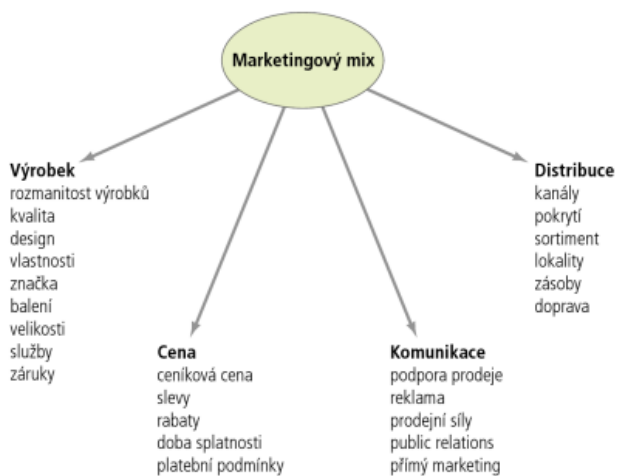 Marketingový mix
Výrobek
rozmanitost výrobků
kvalita
design
vlastnosti
značka
balení
velikosti
služby
záruky
Cena
ceníková cena
slevy
rabaty
doba splatnosti
platební podmínky
Komunikace
podpora prodeje
reklama
prodejní síly
public relations
přímý marketing
Distribuce
kanály
pokrytí
sortiment
lokality
zásoby
doprava